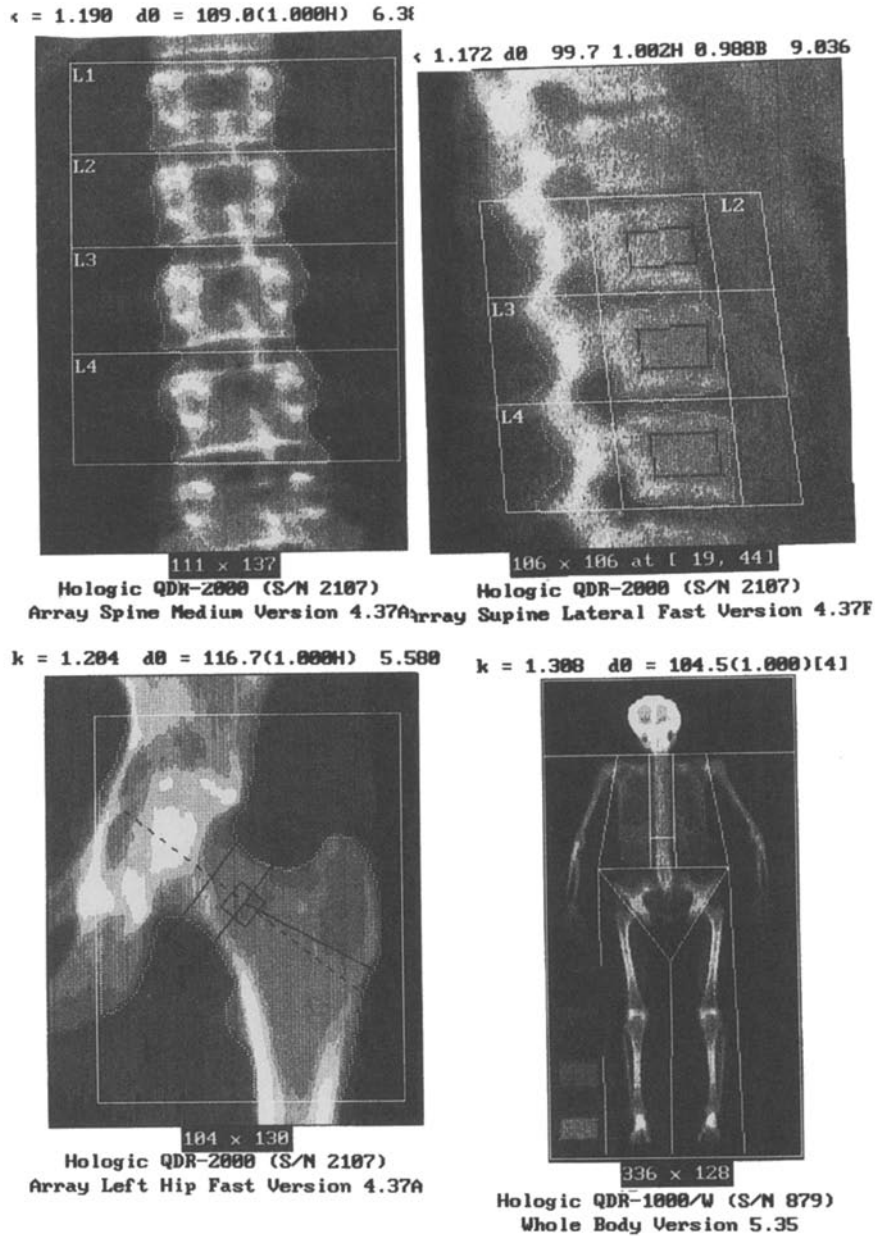 k = 1.190 d0 = 109.0(1.000H) 6.38
L1
L2
L3
L4
111 x 137
Hologic QDR-2000 (S/N 2107)
Array Spine Medium Version 4.37A
< 1.172 d0 99.7 1.002H 0.988B 9.036
L2
L3
L4
106 x 106 at [ 19, 44]
Hologic QDR-2000 (S/N 2107)
Array Supine Lateral Fast Version 4.37F
k = 1.204 d0 = 116.7(1.000H) 5.580
104 x 130
Hologic QDR-2000 (S/N 2107)
Array Left Hip Fast Version 4.37A
k = 1.308 d0 = 104.5(1.000)[4]
336 x 128
Hologic QDR-1000/W (S/N 879)
Whole Body Version 5.35